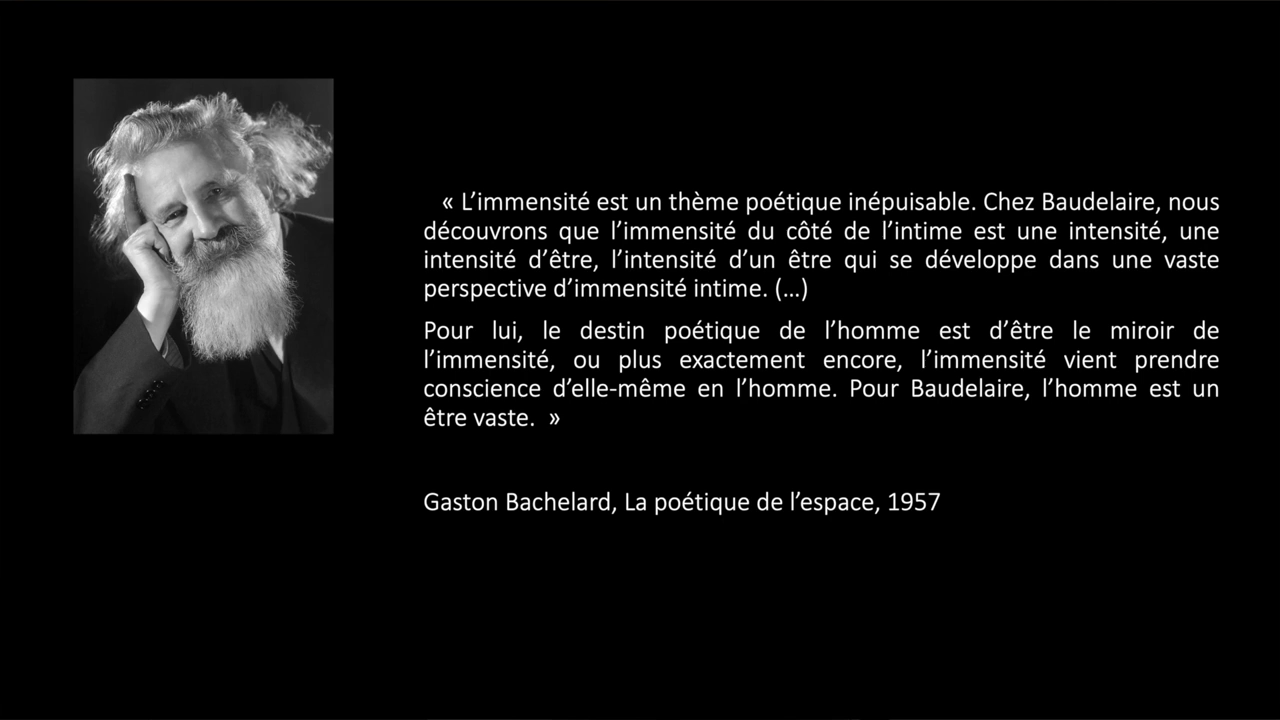 « L’immensité est un thème poétique inépuisable. Chez Baudelaire, nous
découvrons que l’immensité du côté de l’intime est une intensité, une
intensité d’être, l’intensité d’un être qui se développe dans une vaste
perspective d’immensité intime. (…)
Pour lui, le destin poétique de l’homme est d’être le miroir de
l’immensité, ou plus exactement encore, l’immensité vient prendre
conscience d’elle-même en l’homme. Pour Baudelaire, l’homme est un
être vaste.  »
Gaston Bachelard, La poétique de l’espace, 1957